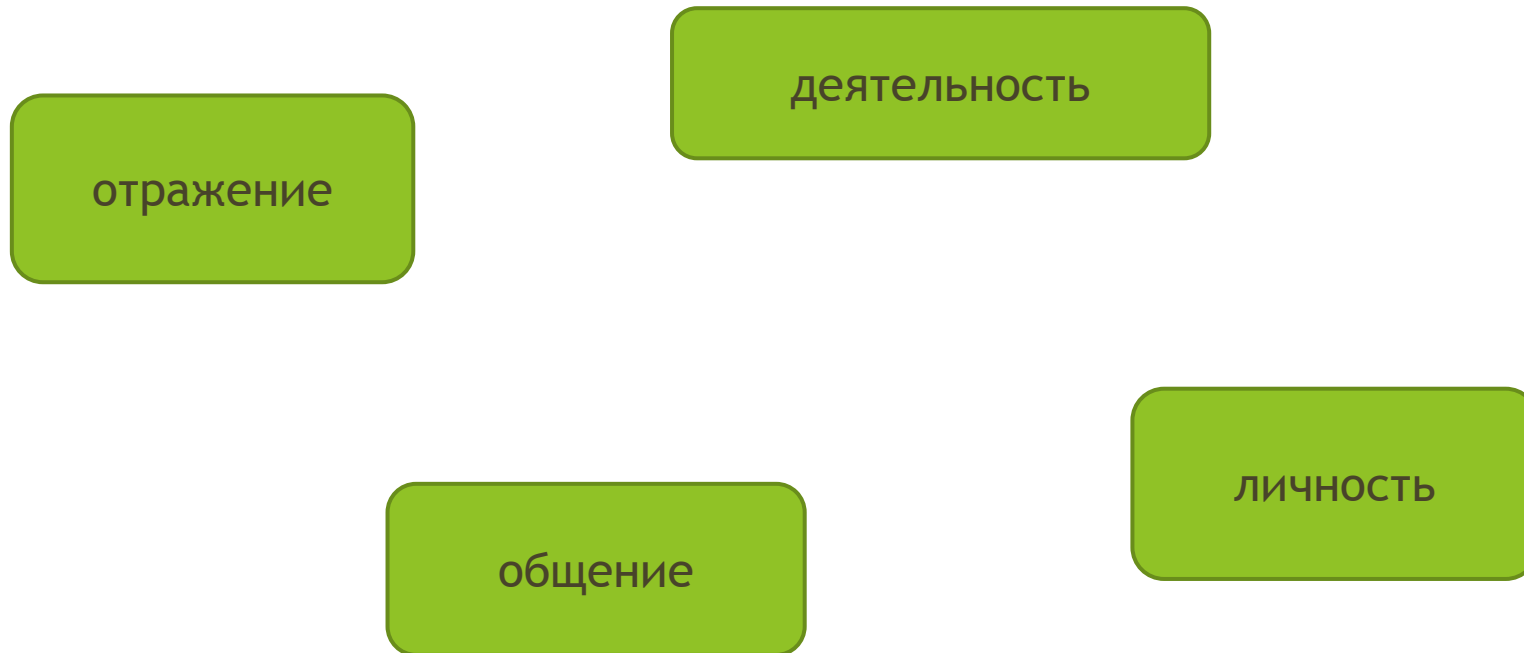 деятельность
отражение
личность
общение